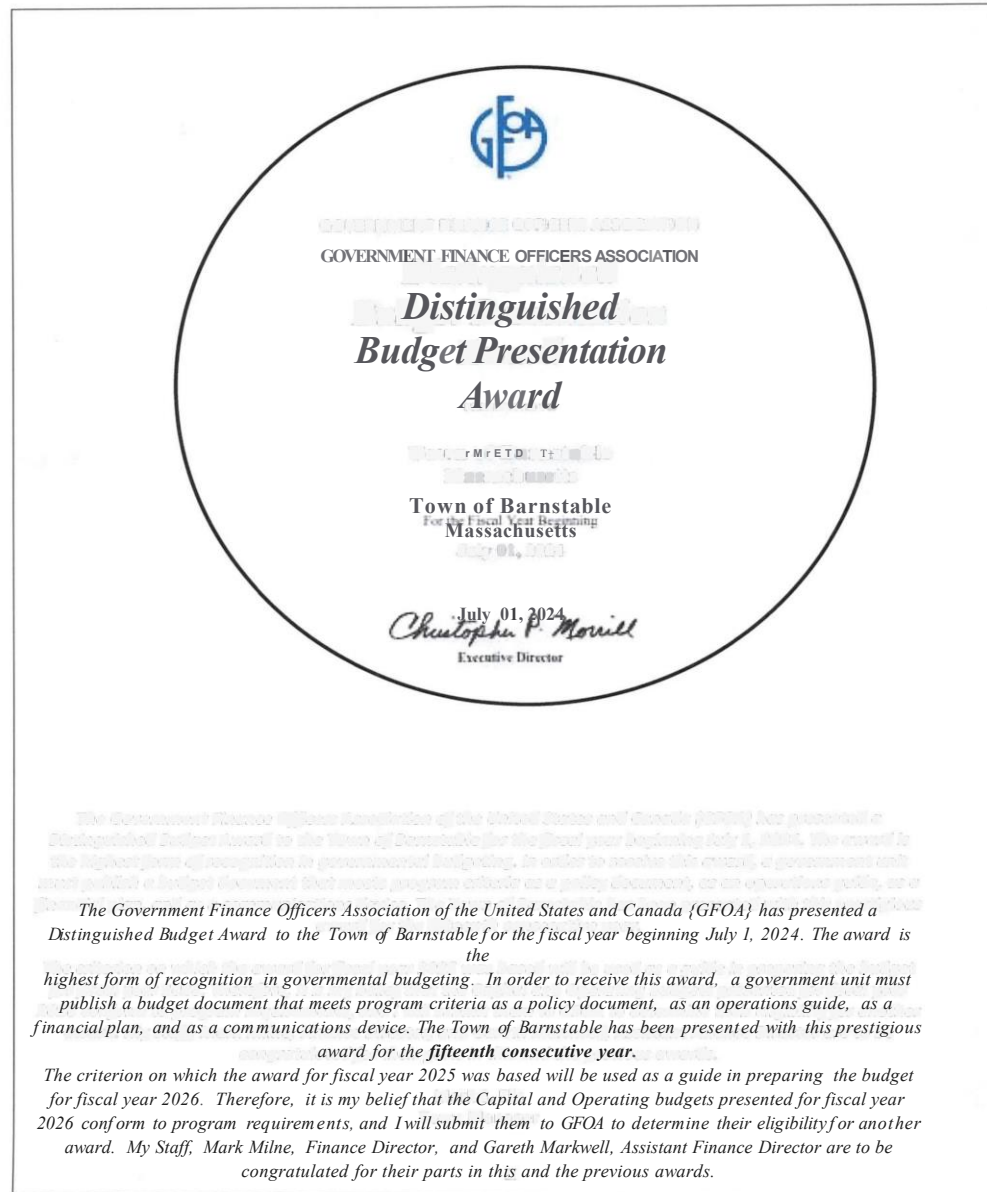 GFOA
GOVERNMENT FINANCE OFFICERS ASSOCIATION
Distinguished
Budget Presentation
Award
Town of Barnstable
For the Fiscal Year Beginning
Massachusetts
July 01, 2024
Christopher P. Morrill
Executive Director
The Government Finance Officers Association of the United States and Canada {GFOA} has presented a
Distinguished Budget Award to the Town of Barnstable for the fiscal year beginning July 1, 2024. The award is
the
highest form of recognition in governmental budgeting. In order to receive this award, a government unit must
publish a budget document that meets program criteria as a policy document, as an operations guide, as a
financial plan, and as a communications device. The Town of Barnstable has been presented with this prestigious
award for the fifteenth consecutive year.
The criterion on which the award for fiscal year 2025 was based will be used as a guide in preparing the budget
for fiscal year 2026. Therefore, it is my belief that the Capital and Operating budgets presented for fiscal year
2026 conform to program requirements, and I will submit them to GFOA to determine their eligibility for another
award. My Staff, Mark Milne, Finance Director, and Gareth Markwell, Assistant Finance Director are to be
congratulated for their parts in this and the previous awards.